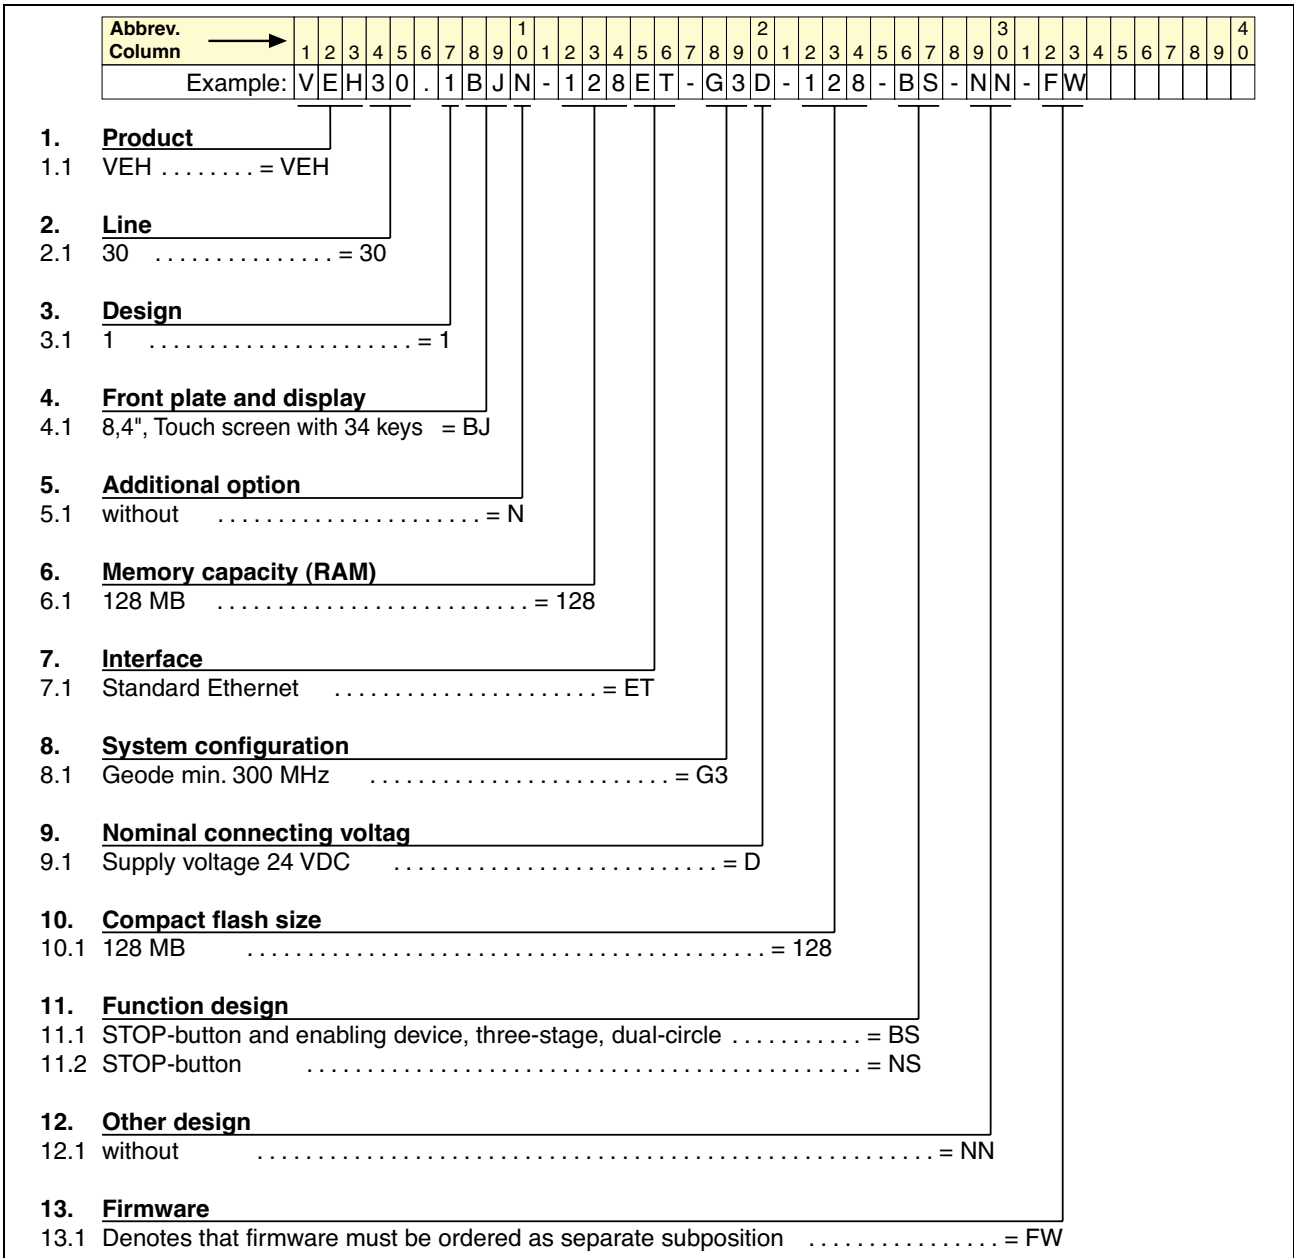 Abbrev. 1 2 3 4
Column 1 2 3 4 5 6 7 8 9 0 1 2 3 4 5 6 7 8 9 0 1 2 3 4 5 6 7 8 9 0 1 2 3 4 5 6 7 8 9 0
Example: V E H 3 0 . 1 B J N - 1 2 8 E T - G 3 D - 1 2 8 - B S - N N - F W
1. Product
1.1 VEH . . . . . . . . = VEH
2. Line
2.1 30 . . . . . . . . . . . . . . . = 30
3. Design
3.1 1 . . . . . . . . . . . . . . . . . . . . . . = 1
4. Front plate and display
4.1 8,4", Touch screen with 34 keys = BJ
5. Additional option
5.1 without . . . . . . . . . . . . . . . . . . . . . . = N
6. Memory capacity (RAM)
6.1 128 MB . . . . . . . . . . . . . . . . . . . . . . . . . . = 128
7. Interface
7.1 Standard Ethernet . . . . . . . . . . . . . . . . . . . . . . = ET
8. System configuration
8.1 Geode min. 300 MHz . . . . . . . . . . . . . . . . . . . . . . . . . = G3
9. Nominal connecting voltag
9.1 Supply voltage 24 VDC . . . . . . . . . . . . . . . . . . . . . . . . . . . = D
10. Compact flash size
10.1 128 MB . . . . . . . . . . . . . . . . . . . . . . . . . . . . . . . . . . . . . . . . . . . = 128
11. Function design
11.1 STOP-button and enabling device, three-stage, dual-circle . . . . . . . . . . . = BS
11.2 STOP-button . . . . . . . . . . . . . . . . . . . . . . . . . . . . . . . . . . . . . . . . . . . . . . = NS
12. Other design
12.1 without . . . . . . . . . . . . . . . . . . . . . . . . . . . . . . . . . . . . . . . . . . . . . . . . . . . . . . . . = NN
13. Firmware
13.1 Denotes that firmware must be ordered as separate subposition . . . . . . . . . . . . . . . . = FW